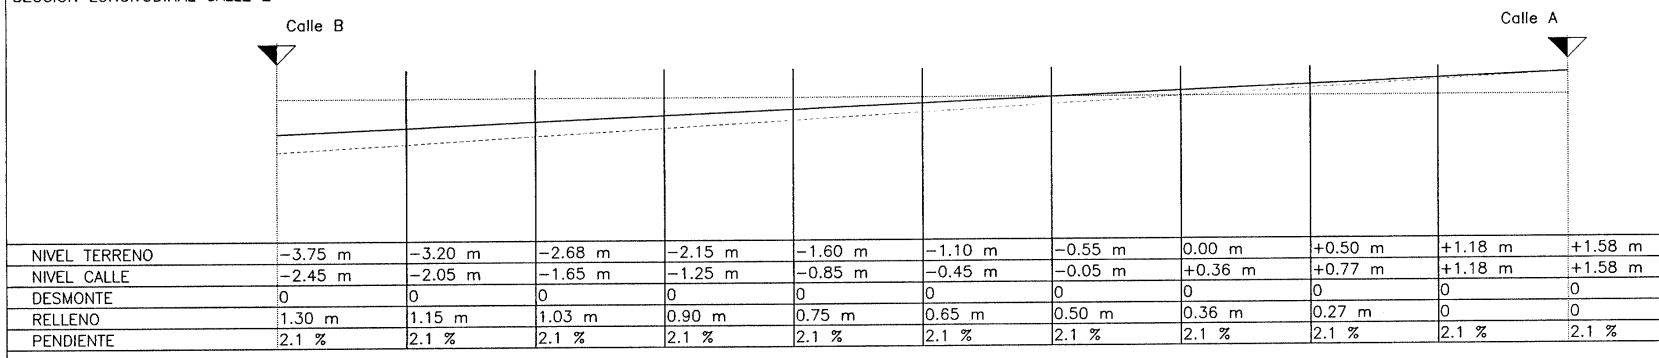 Calle B
Calle A
NIVEL TERRENO -3.75 m -3.20 m -2.68 m -2.15 m -1.60 m -1.10 m -0.55 m 0.00 m +0.50 m +1.18 m +1.58 m
NIVEL CALLE -2.45 m -2.05 m -1.65 m -1.25 m -0.85 m -0.45 m -0.05 m +0.36 m +0.77 m +1.18 m +1.58 m
DESMONTE 0 0 0 0 0 0 0 0 0 0 0
RELLENO 1.30 m 1.15 m 1.03 m 0.90 m 0.75 m 0.65 m 0.50 m 0.36 m 0.27 m 0 0
PENDIENTE 2.1 % 2.1 % 2.1 % 2.1 % 2.1 % 2.1 % 2.1 % 2.1 % 2.1 % 2.1 % 2.1 %